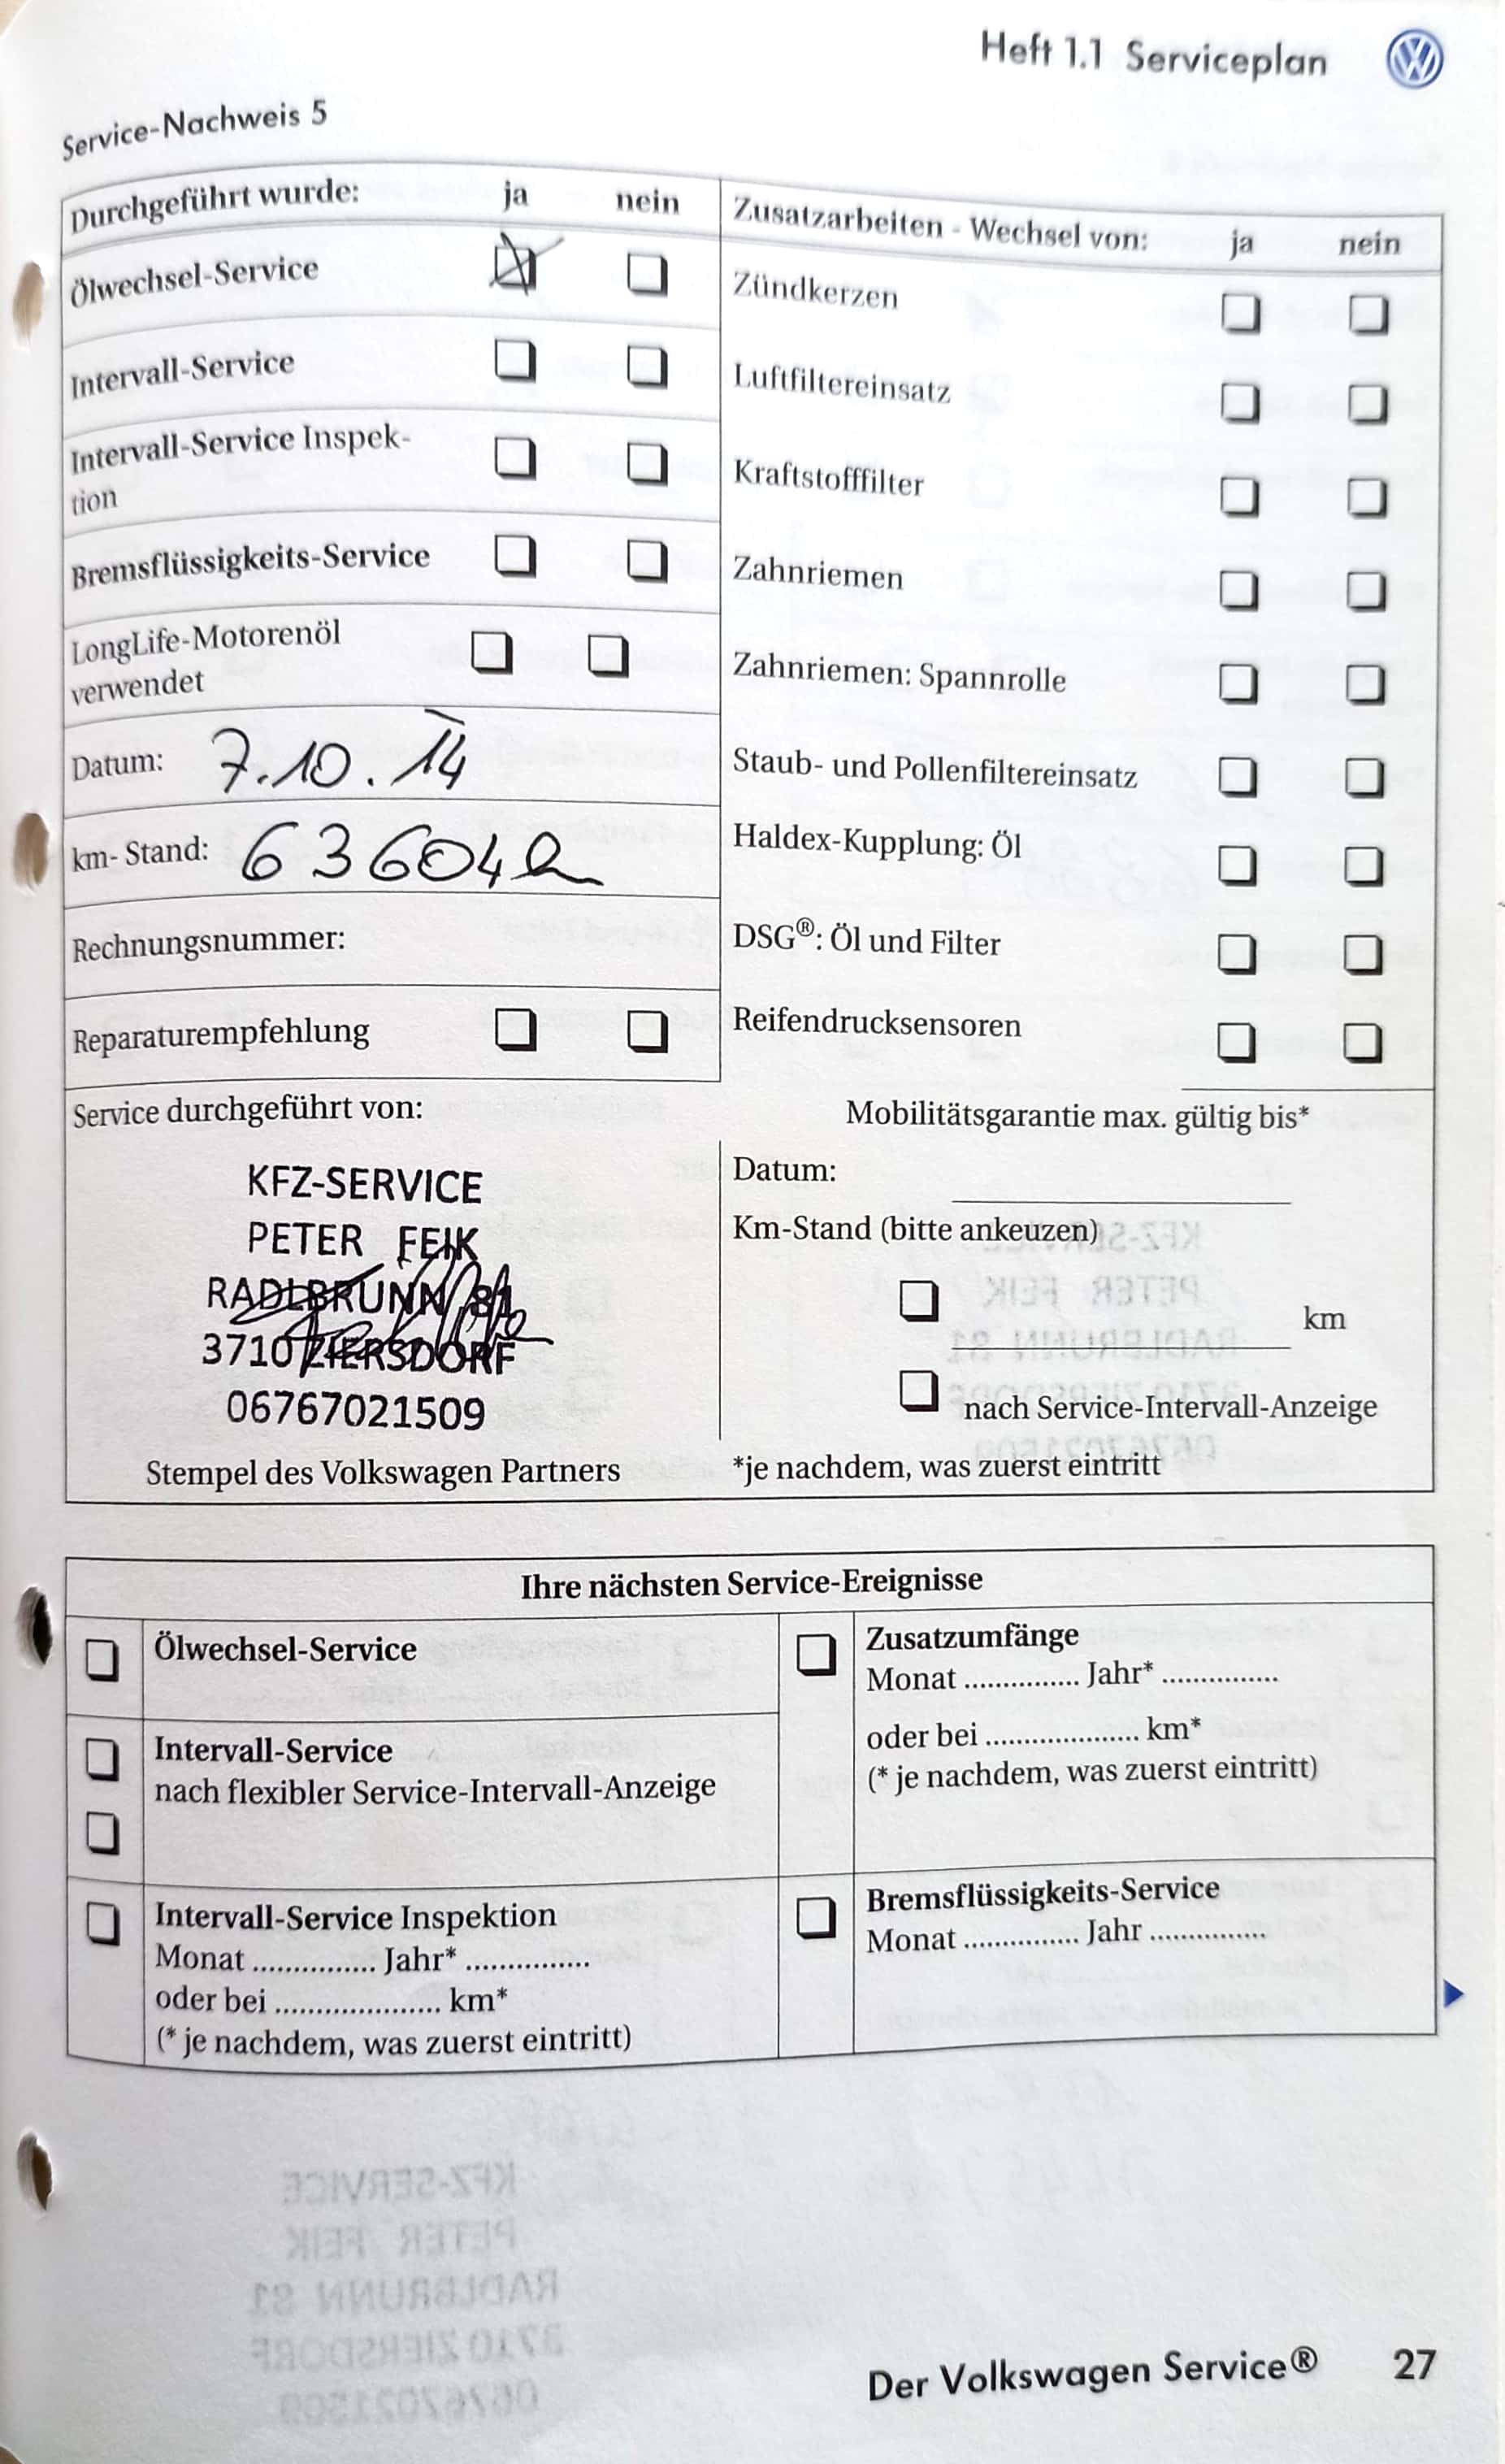 Heft 1.1 Serviceplan
Service-Nachweis 5
Durchgeführt wurde: ja nein
Ölwechsel-Service
Intervall-Service
Intervall-Service Inspek-
tion
Bremsflüssigkeits-Service
LongLife-Motorenöl
verwendet
Datum: 7.10.14
km- Stand: 63604
Rechnungsnummer:
Reparaturempfehlung
Zusatzarbeiten - Wechsel von: ja nein
Zündkerzen
Luftfiltereinsatz
Kraftstofffilter
Zahnriemen
Zahnriemen: Spannrolle
Staub- und Pollenfiltereinsatz
Haldex-Kupplung: Öl
DSG®: Öl und Filter
Reifendrucksensoren
Service durchgeführt von:
KFZ-SERVICE
PETER FEIK
RADLBRUNN 81
3710 ZIERSDORF
06767021509
Stempel des Volkswagen Partners
Mobilitätsgarantie max. gültig bis*
Datum:
Km-Stand (bitte ankeuzen)
km
nach Service-Intervall-Anzeige
*je nachdem, was zuerst eintritt
Ihre nächsten Service-Ereignisse
Ölwechsel-Service
Intervall-Service
nach flexibler Service-Intervall-Anzeige
Intervall-Service Inspektion
Monat ............... Jahr* ...............
oder bei .................... km*
(* je nachdem, was zuerst eintritt)
Zusatzumfänge
Monat .............. Jahr* ..............
oder bei .................... km*
(* je nachdem, was zuerst eintritt)
Bremsflüssigkeits-Service
Monat .............. Jahr ..............
Der Volkswagen Service® 27